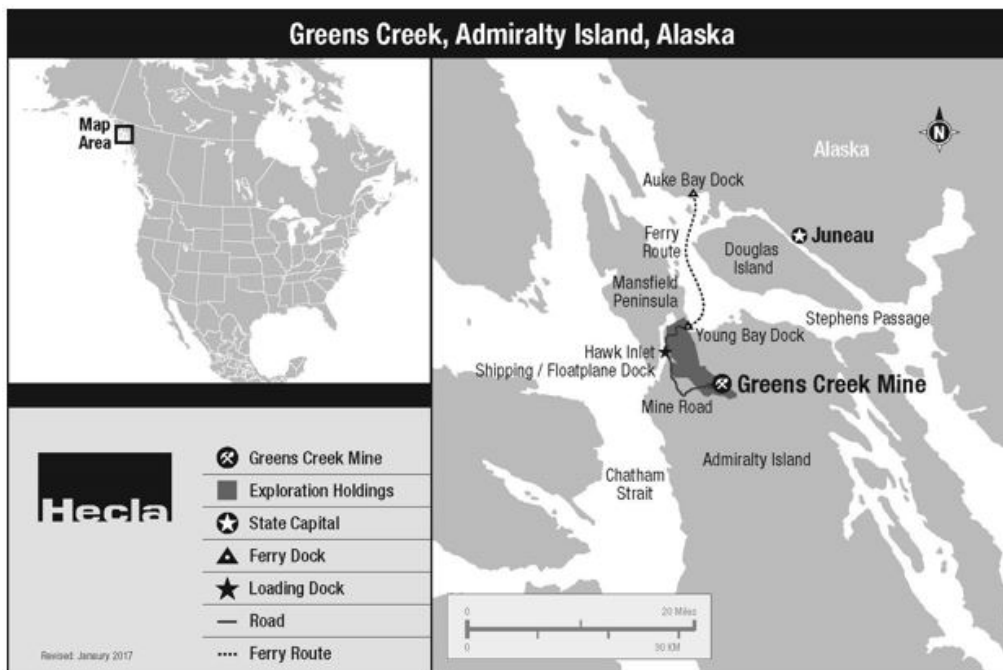 Greens Creek, Admiralty Island, Alaska
Map
Area
N
Alaska
Auke Bay Dock
Juneau
Ferry
Route
Douglas
Island
Mansfield
Peninsula
Stephens Passage
Young Bay Dock
Hawk Inlet
Shipping / Floatplane Dock
Greens Creek Mine
Mine Road
Admiralty Island
Chatham
Strait
Hecla
Greens Creek Mine
Exploration Holdings
State Capital
Ferry Dock
Loading Dock
Road
Ferry Route
0 20 Miles
0 30 KM
Revised: January 2017